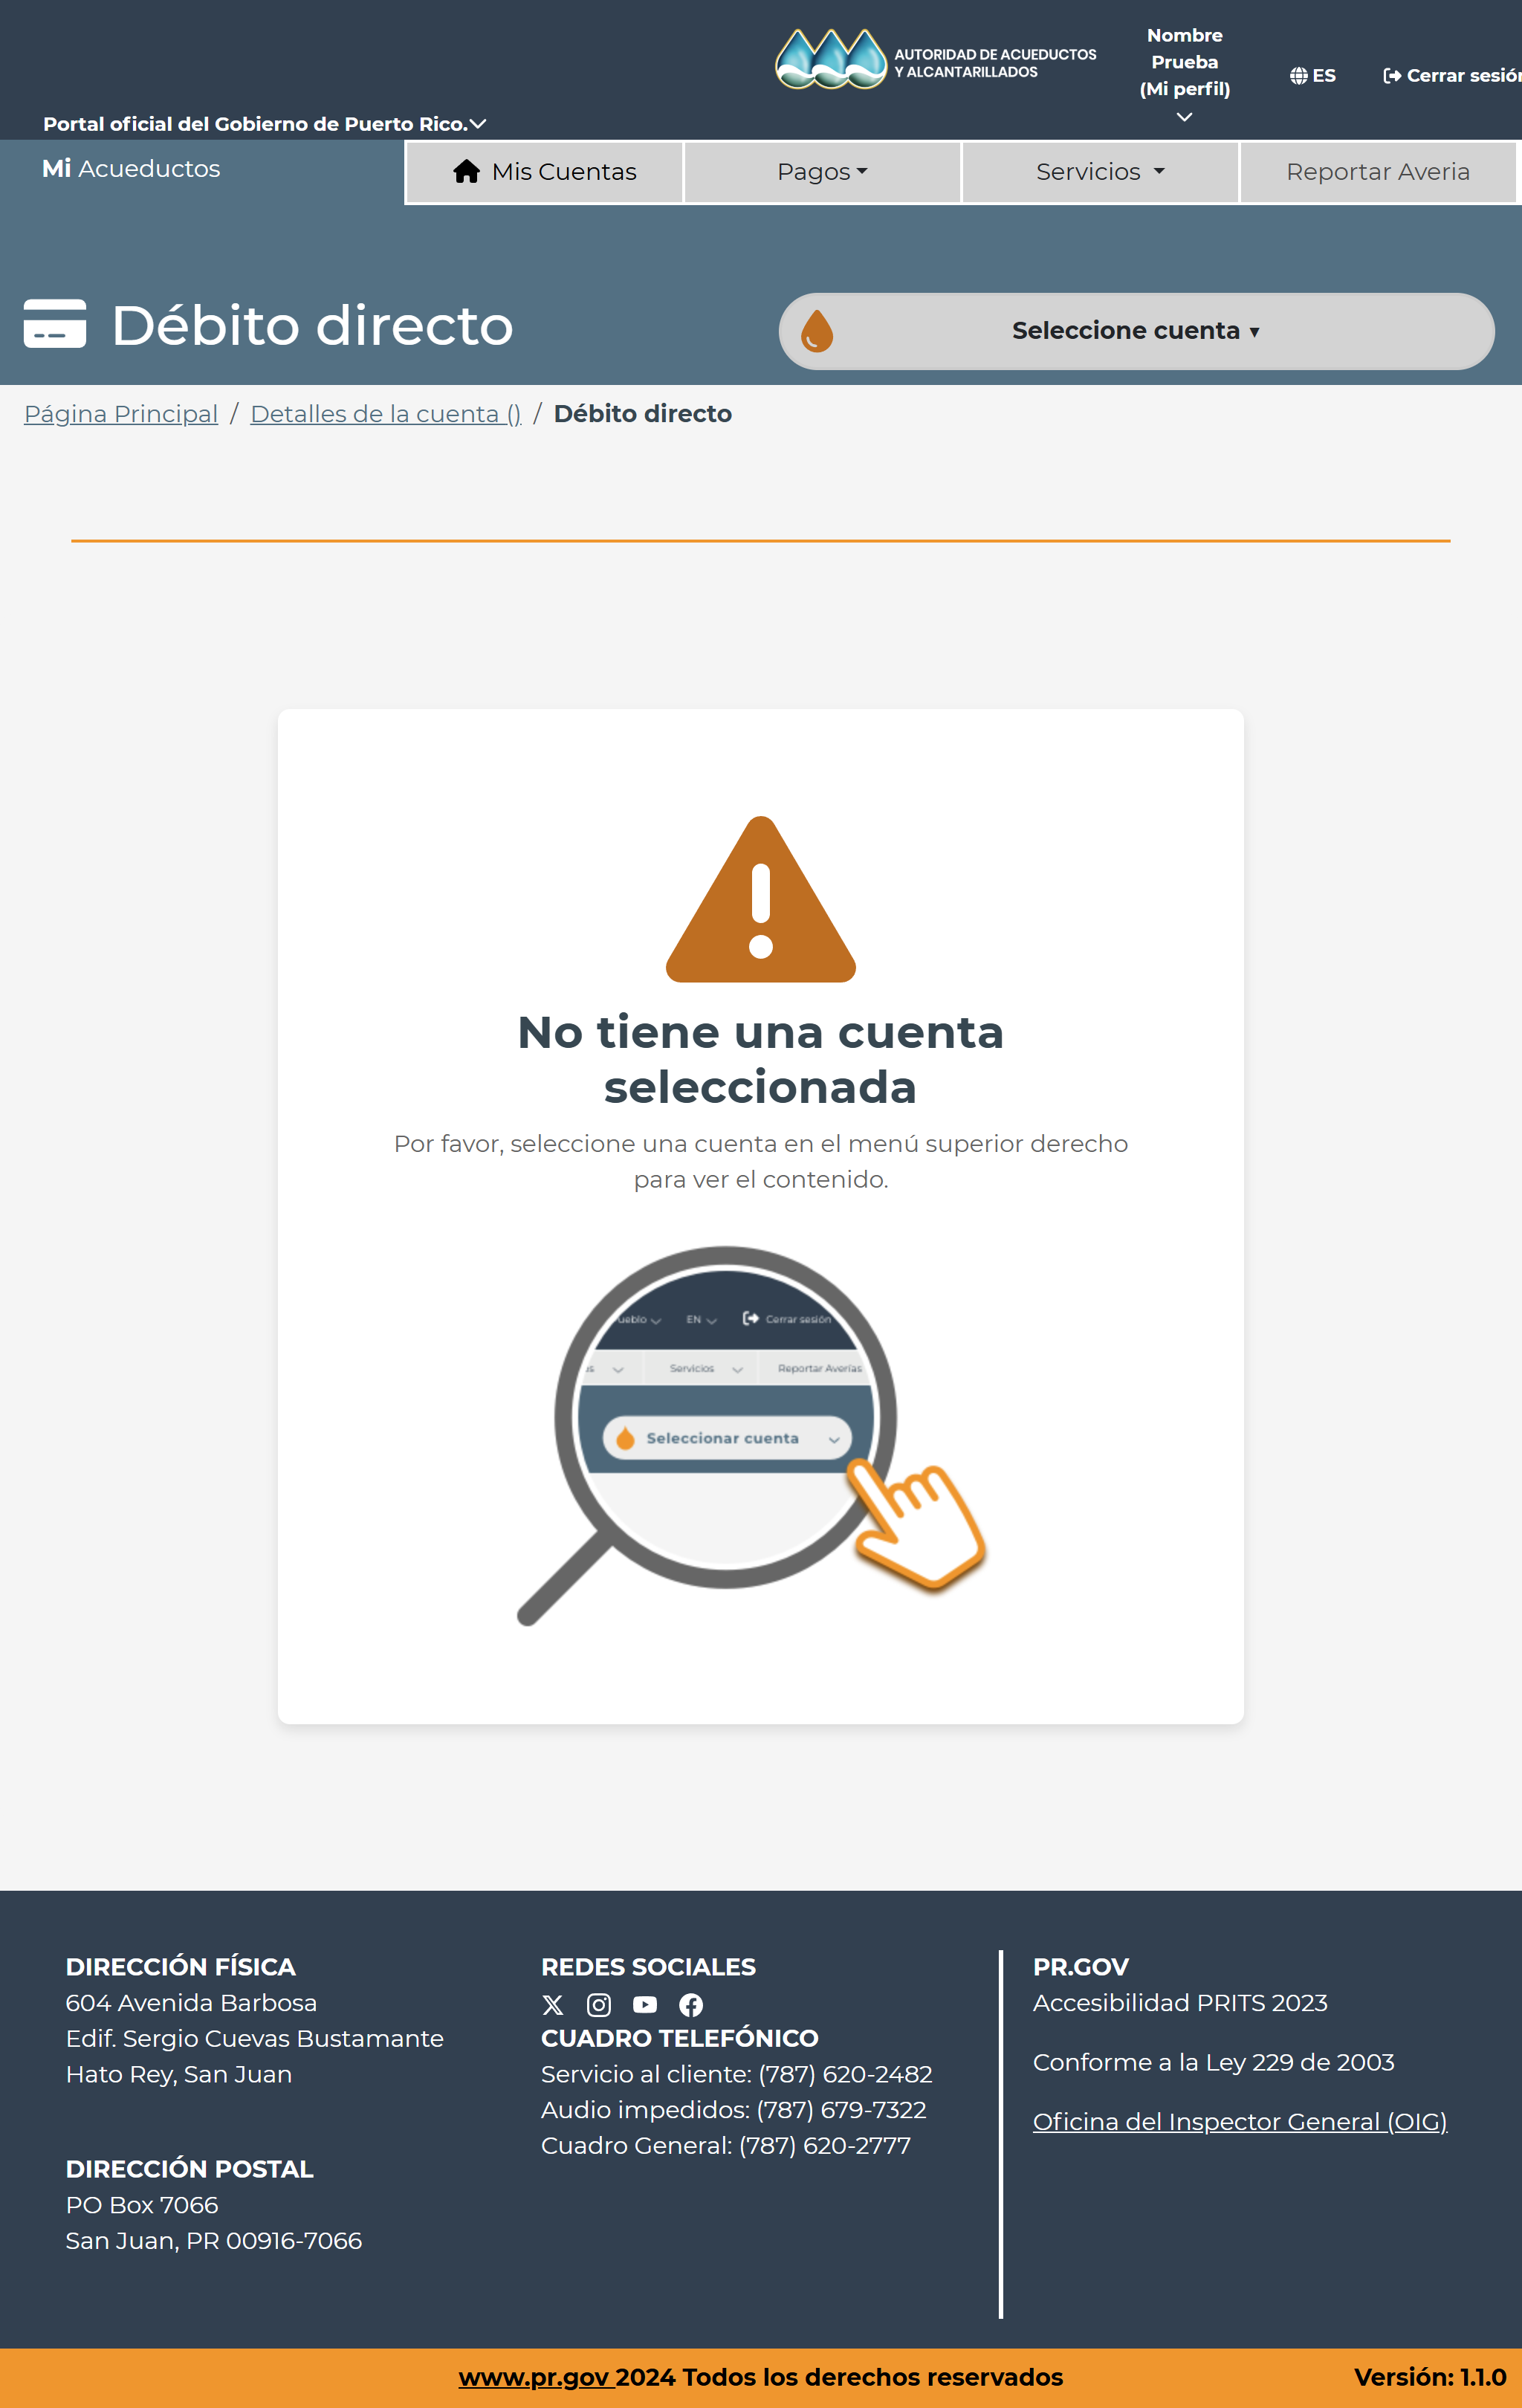 AUTORIDAD DE ACUEDUCTOS
Y ALCANTARILLADOS
Nombre
Prueba
(Mi perfil)
ES
Cerrar sesión
Portal oficial del Gobierno de Puerto Rico.
Mi Acueductos
Mis Cuentas
Pagos
Servicios
Reportar Averia
Débito directo
Seleccione cuenta ▾
Página Principal / Detalles de la cuenta () / Débito directo
No tiene una cuenta
seleccionada
Por favor, seleccione una cuenta en el menú superior derecho
para ver el contenido.
ueblo
EN
Cerrar sesión
Servicios
Reportar Averías
Seleccionar cuenta
DIRECCIÓN FÍSICA
604 Avenida Barbosa
Edif. Sergio Cuevas Bustamante
Hato Rey, San Juan
DIRECCIÓN POSTAL
PO Box 7066
San Juan, PR 00916-7066
REDES SOCIALES
CUADRO TELEFÓNICO
Servicio al cliente: (787) 620-2482
Audio impedidos: (787) 679-7322
Cuadro General: (787) 620-2777
PR.GOV
Accesibilidad PRITS 2023
Conforme a la Ley 229 de 2003
Oficina del Inspector General (OIG)
www.pr.gov 2024 Todos los derechos reservados
Versión: 1.1.0